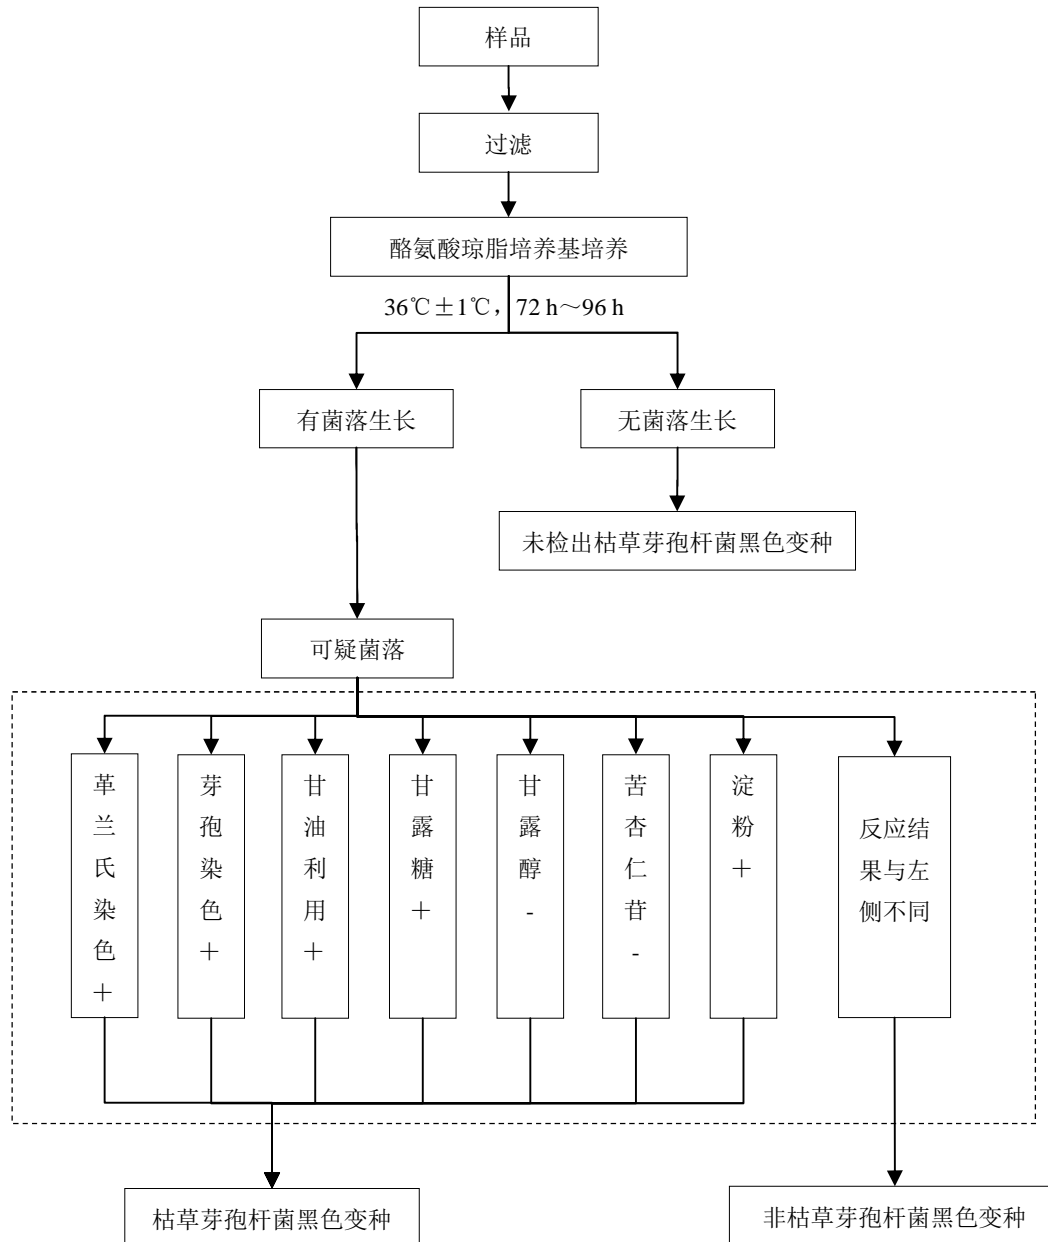 样品
过滤
酪氨酸琼脂培养基培养
36℃±1℃，72 h～96 h
有菌落生长
无菌落生长
未检出枯草芽孢杆菌黑色变种
可疑菌落
革兰氏染色＋
芽孢染色＋
甘油利用＋
甘露糖＋
甘露醇-
苦杏仁苷-
淀粉＋
反应结
果与左
侧不同
枯草芽孢杆菌黑色变种
非枯草芽孢杆菌黑色变种